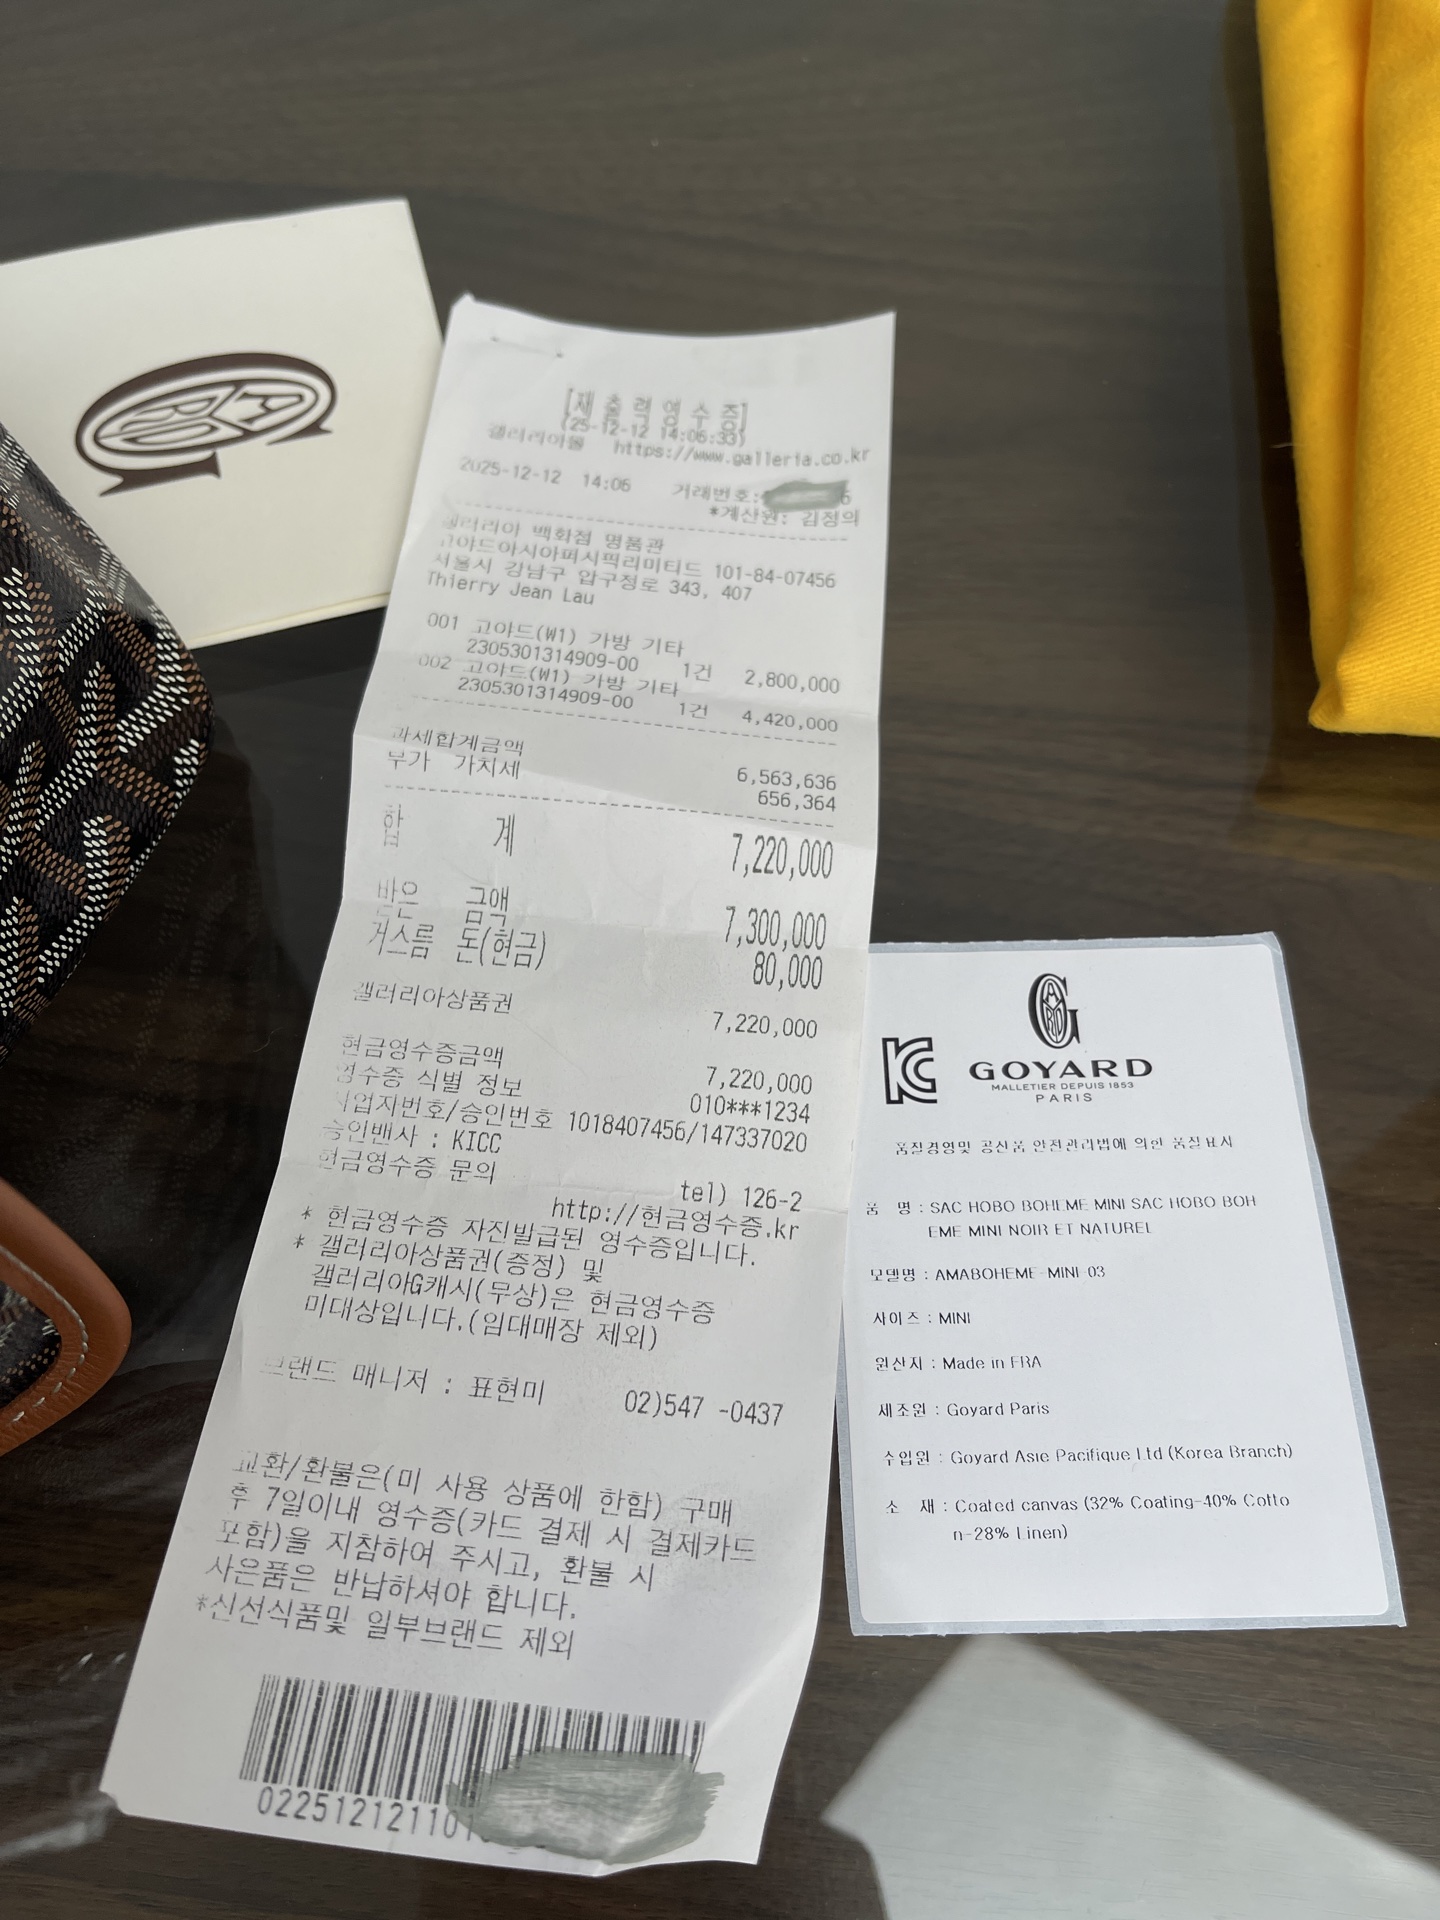 [재 출 력 영 수 증]
(25-12-12 14:06:33)
갤러리아몰 https://www.galleria.co.kr
2025-12-12 14:06 거래번호: 6
*계산원: 김정의
갤러리아 백화점 명품관
고야드아시아퍼시픽리미티드 101-84-07456
서울시 강남구 압구정로 343, 407
Thierry Jean Lau
001 고야드(W1) 가방 기타
2305301314909-00 1건 2,800,000
002 고야드(W1) 가방 기타
2305301314909-00 1건 4,420,000
과세합계금액 6,563,636
부가 가치세 656,364
합 계 7,220,000
받은 금액 7,300,000
거스름 돈(현금) 80,000
갤러리아상품권 7,220,000
현금영수증금액 7,220,000
영수증 식별 정보 010***1234
사업자번호/승인번호 1018407456/147337020
승인밴사 : KICC
현금영수증 문의 tel) 126-2
http://현금영수증.kr
* 현금영수증 자진발급된 영수증입니다.
* 갤러리아상품권(증정) 및
갤러리아G캐시(무상)은 현금영수증
미대상입니다.(임대매장 제외)
브랜드 매니저 : 표현미 02)547 -0437
교환/환불은(미 사용 상품에 한함) 구매
후 7일이내 영수증(카드 결제 시 결제카드
포함)을 지참하여 주시고, 환불 시
사은품은 반납하셔야 합니다.
*신선식품및 일부브랜드 제외
GOYARD
MALLETIER DEPUIS 1853
PARIS
품질경영및 공산품 안전관리법에 의한 품질표시
품 명 : SAC HOBO BOHEME MINI SAC HOBO BOH
EME MINI NOIR ET NATUREL
모델명 : AMABOHEME-MINI-03
사이즈 : MINI
원산지 : Made in FRA
제조원 : Goyard Paris
수입원 : Goyard Asie Pacifique Ltd (Korea Branch)
소 재 : Coated canvas (32% Coating-40% Cotto
n-28% Linen)